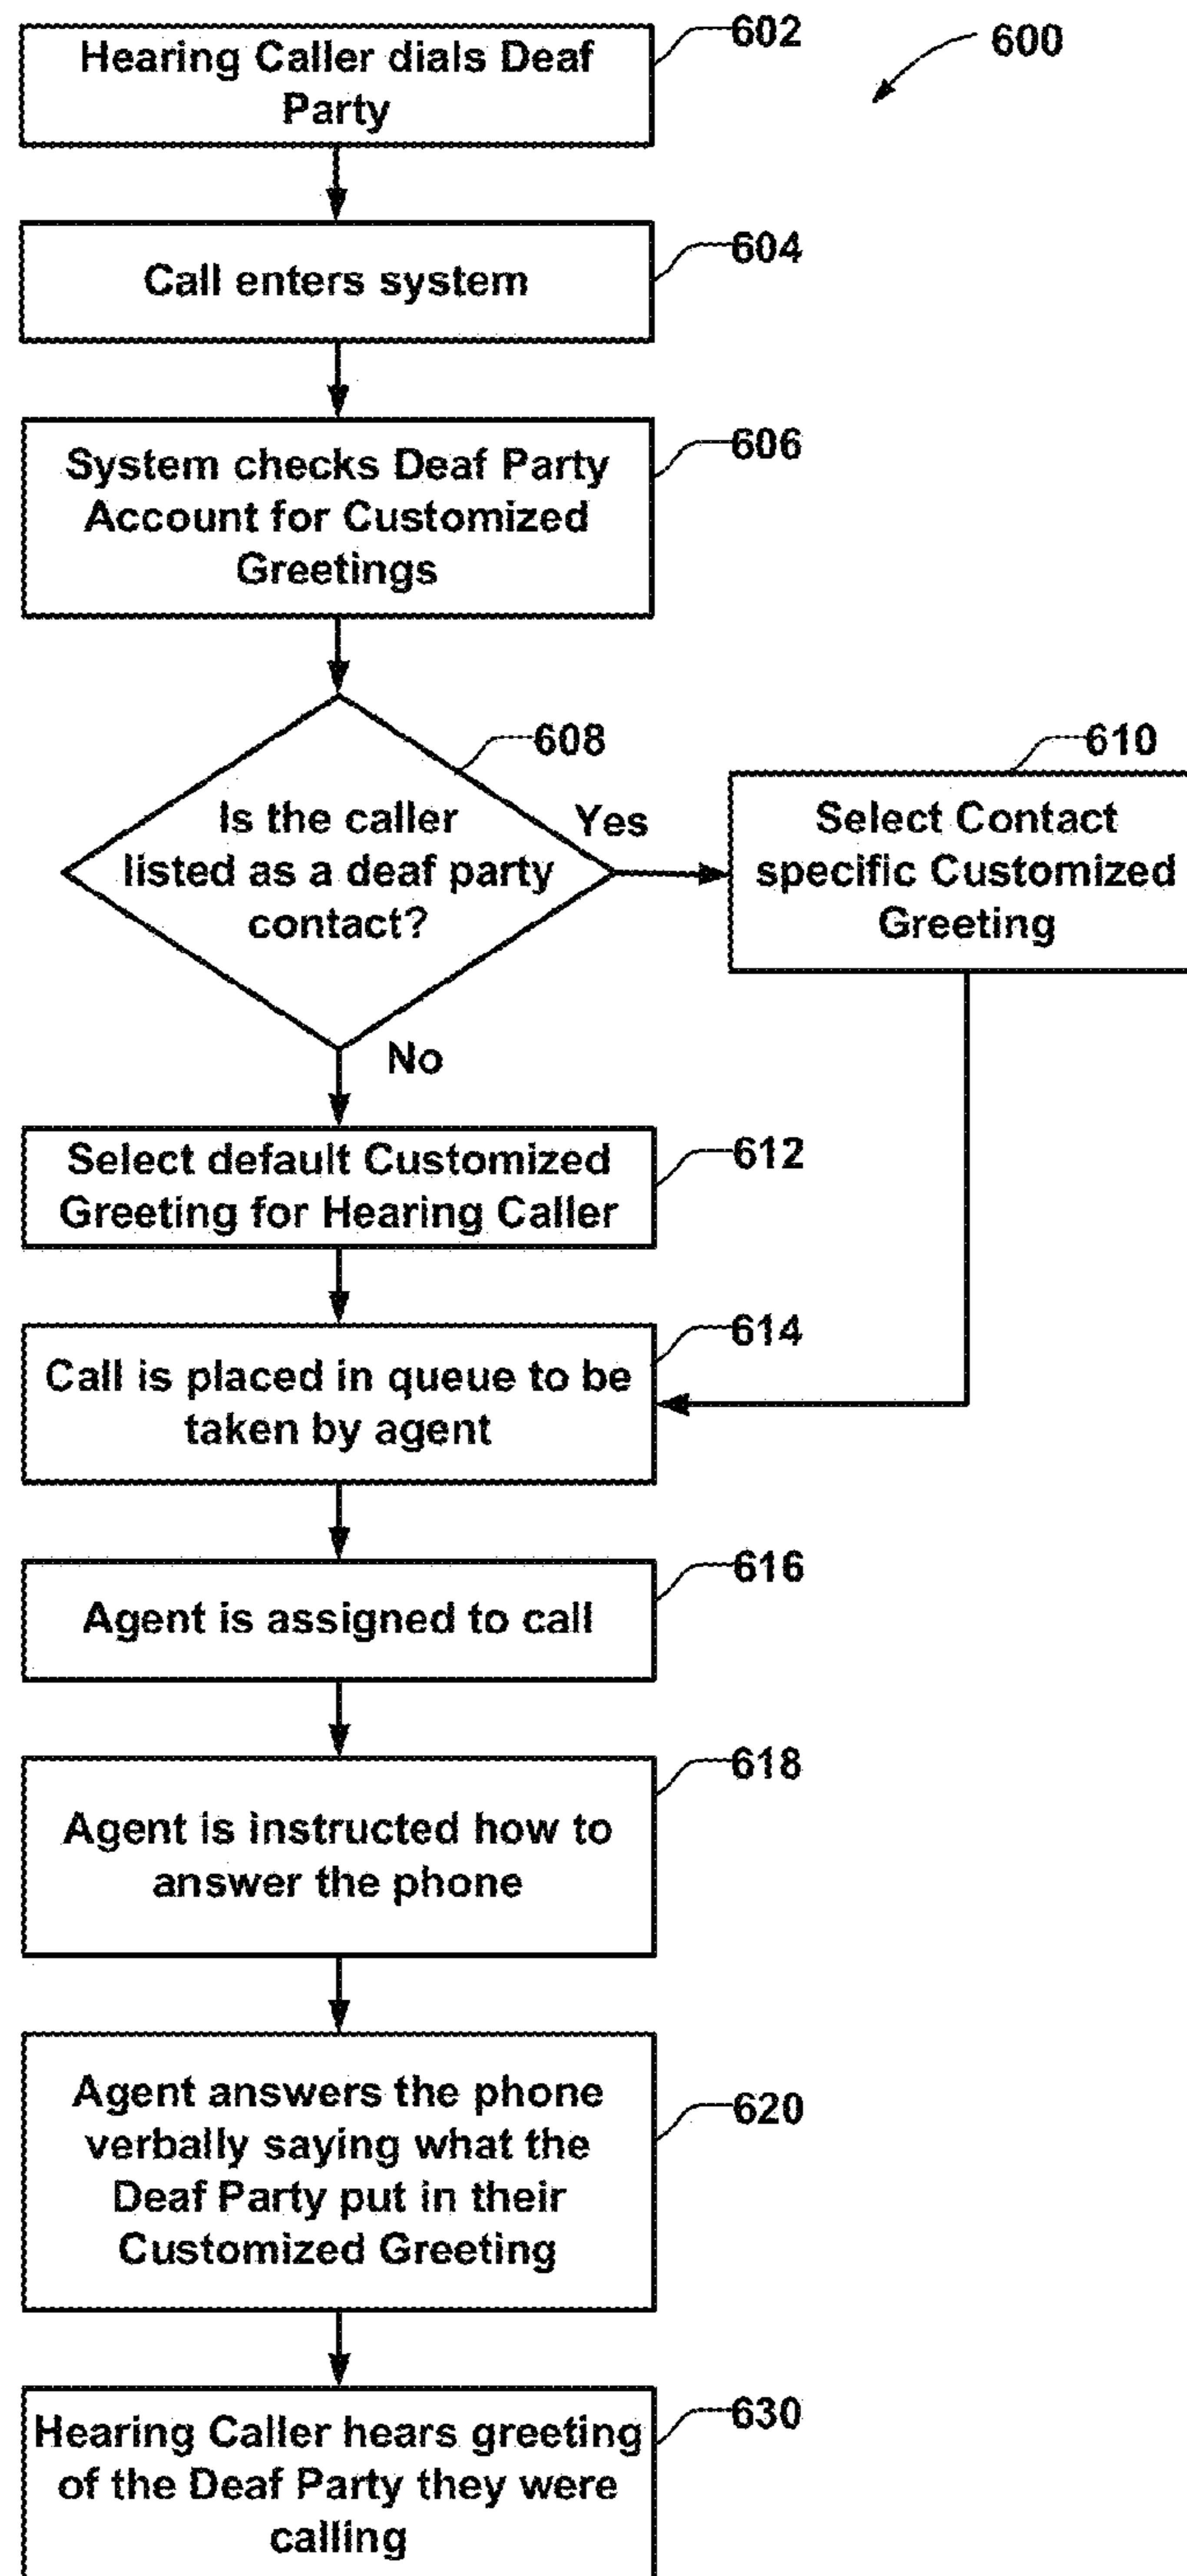 602
600
Hearing Caller dials Deaf
Party
604
Call enters system
606
System checks Deaf Party
Account for Customized
Greetings
608
610
Is the caller
listed as a deaf party
contact?
Yes
Select Contact
specific Customized
Greeting
No
612
Select default Customized
Greeting for Hearing Caller
614
Call is placed in queue to be
taken by agent
616
Agent is assigned to call
618
Agent is instructed how to
answer the phone
620
Agent answers the phone
verbally saying what the
Deaf Party put in their
Customized Greeting
630
Hearing Caller hears greeting
of the Deaf Party they were
calling